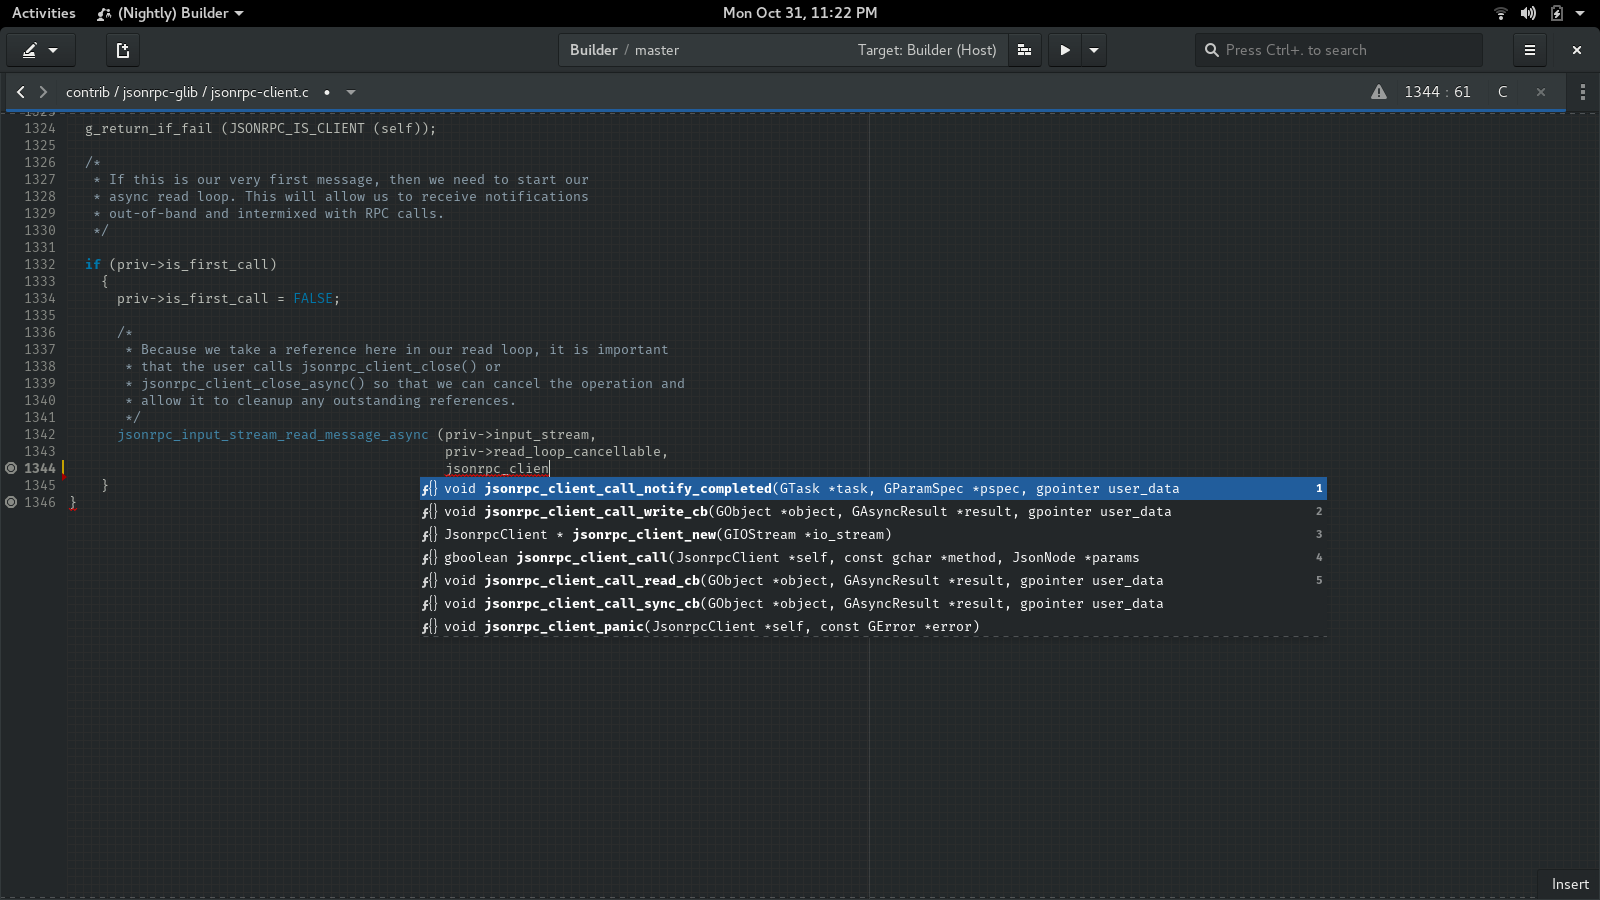 Activities (Nightly) Builder Mon Oct 31, 11:22 PM
Builder / master Target: Builder (Host) Press Ctrl+. to search
contrib / jsonrpc-glib / jsonrpc-client.c • 1344 : 61 C
1323
1324 g_return_if_fail (JSONRPC_IS_CLIENT (self));
1325
1326 /*
1327 * If this is our very first message, then we need to start our
1328 * async read loop. This will allow us to receive notifications
1329 * out-of-band and intermixed with RPC calls.
1330 */
1331
1332 if (priv->is_first_call)
1333 {
1334 priv->is_first_call = FALSE;
1335
1336 /*
1337 * Because we take a reference here in our read loop, it is important
1338 * that the user calls jsonrpc_client_close() or
1339 * jsonrpc_client_close_async() so that we can cancel the operation and
1340 * allow it to cleanup any outstanding references.
1341 */
1342 jsonrpc_input_stream_read_message_async (priv->input_stream,
1343 priv->read_loop_cancellable,
1344 jsonrpc_clien
1345 }
1346 }
ƒ{} void jsonrpc_client_call_notify_completed(GTask *task, GParamSpec *pspec, gpointer user_data 1
ƒ{} void jsonrpc_client_call_write_cb(GObject *object, GAsyncResult *result, gpointer user_data 2
ƒ{} JsonrpcClient * jsonrpc_client_new(GIOStream *io_stream) 3
ƒ{} gboolean jsonrpc_client_call(JsonrpcClient *self, const gchar *method, JsonNode *params 4
ƒ{} void jsonrpc_client_call_read_cb(GObject *object, GAsyncResult *result, gpointer user_data 5
ƒ{} void jsonrpc_client_call_sync_cb(GObject *object, GAsyncResult *result, gpointer user_data
ƒ{} void jsonrpc_client_panic(JsonrpcClient *self, const GError *error)
Insert